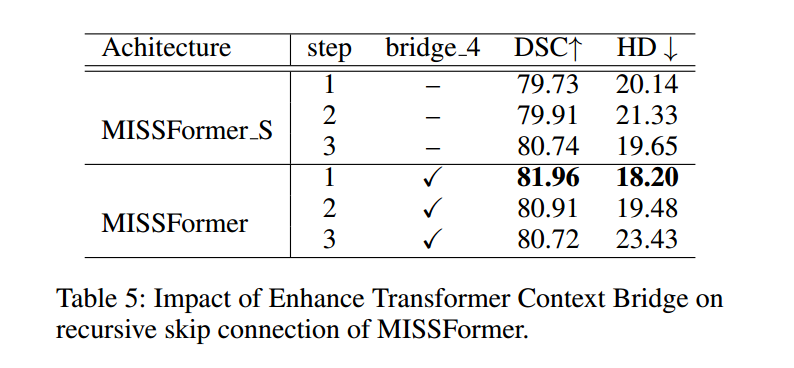 Achitecture step bridge_4 DSC↑ HD↓
1 – 79.73 20.14
MISSFormer_S 2 – 79.91 21.33
3 – 80.74 19.65
1 ✓ 81.96 18.20
MISSFormer 2 ✓ 80.91 19.48
3 ✓ 80.72 23.43
Table 5: Impact of Enhance Transformer Context Bridge on
recursive skip connection of MISSFormer.